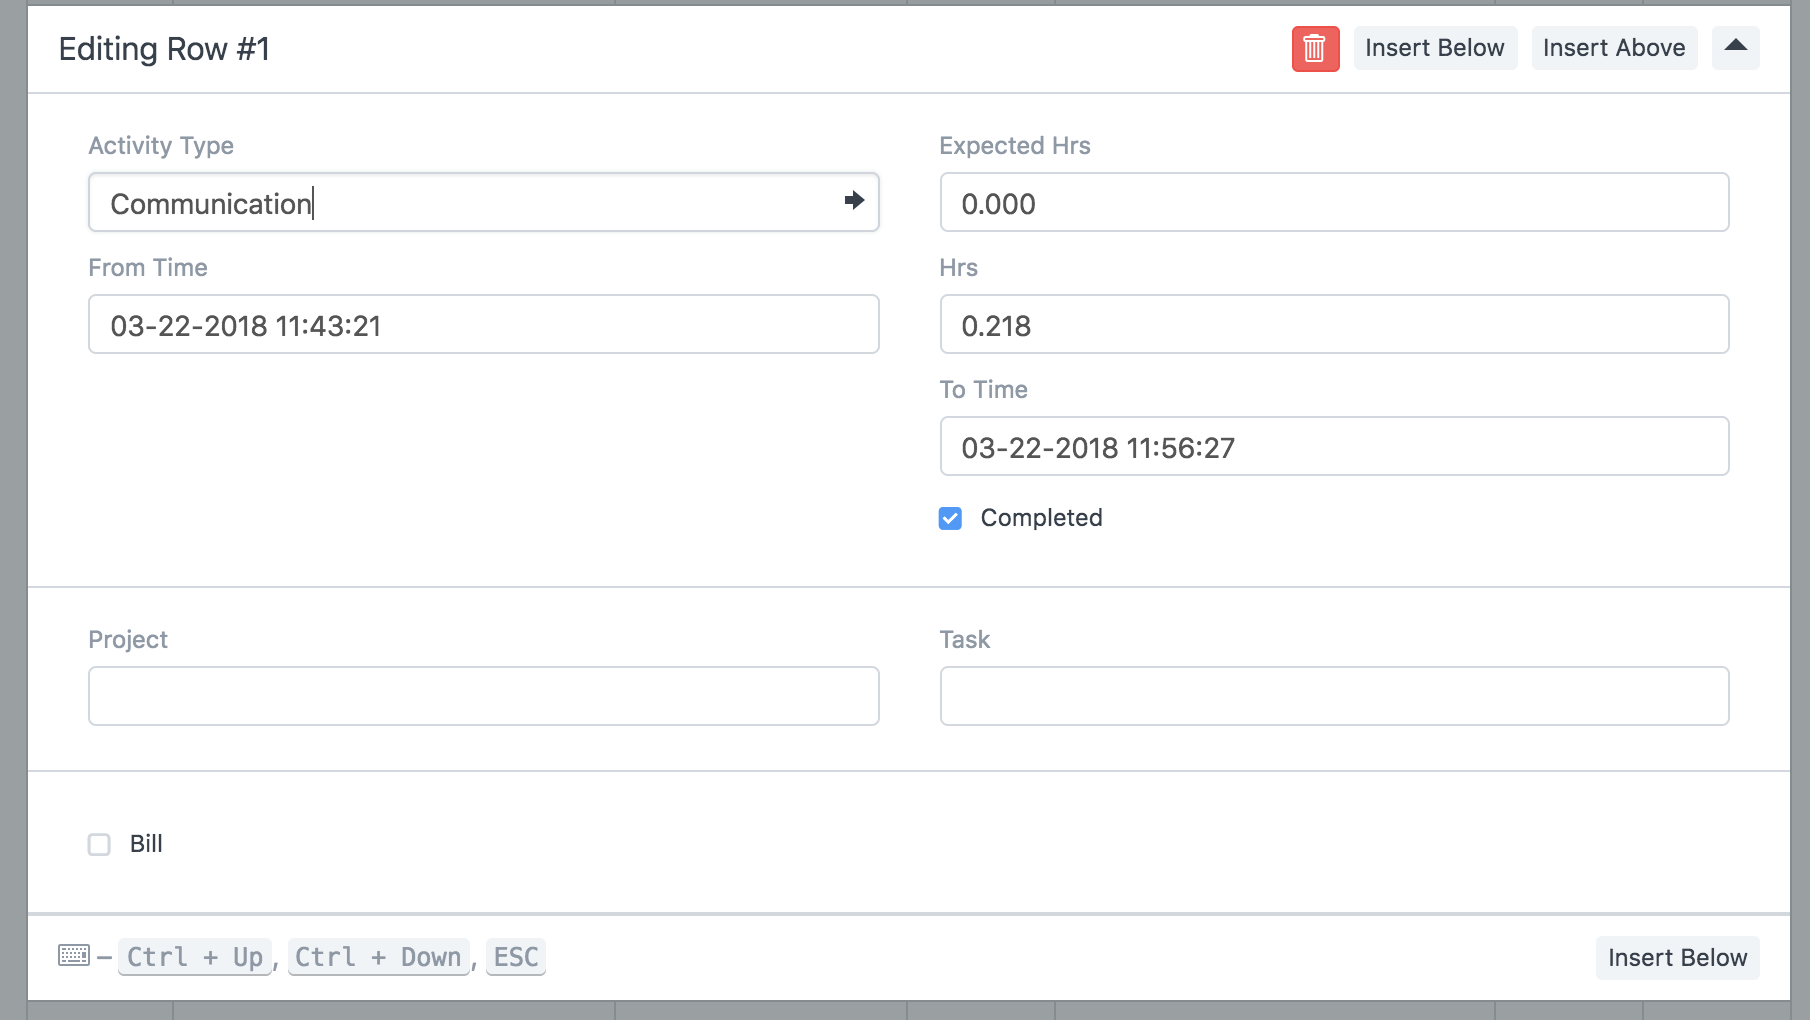 Editing Row #1
Insert Below
Insert Above
Activity Type
Communication
From Time
03-22-2018 11:43:21
Expected Hrs
0.000
Hrs
0.218
To Time
03-22-2018 11:56:27
Completed
Project
Task
Bill
– Ctrl + Up, Ctrl + Down, ESC
Insert Below